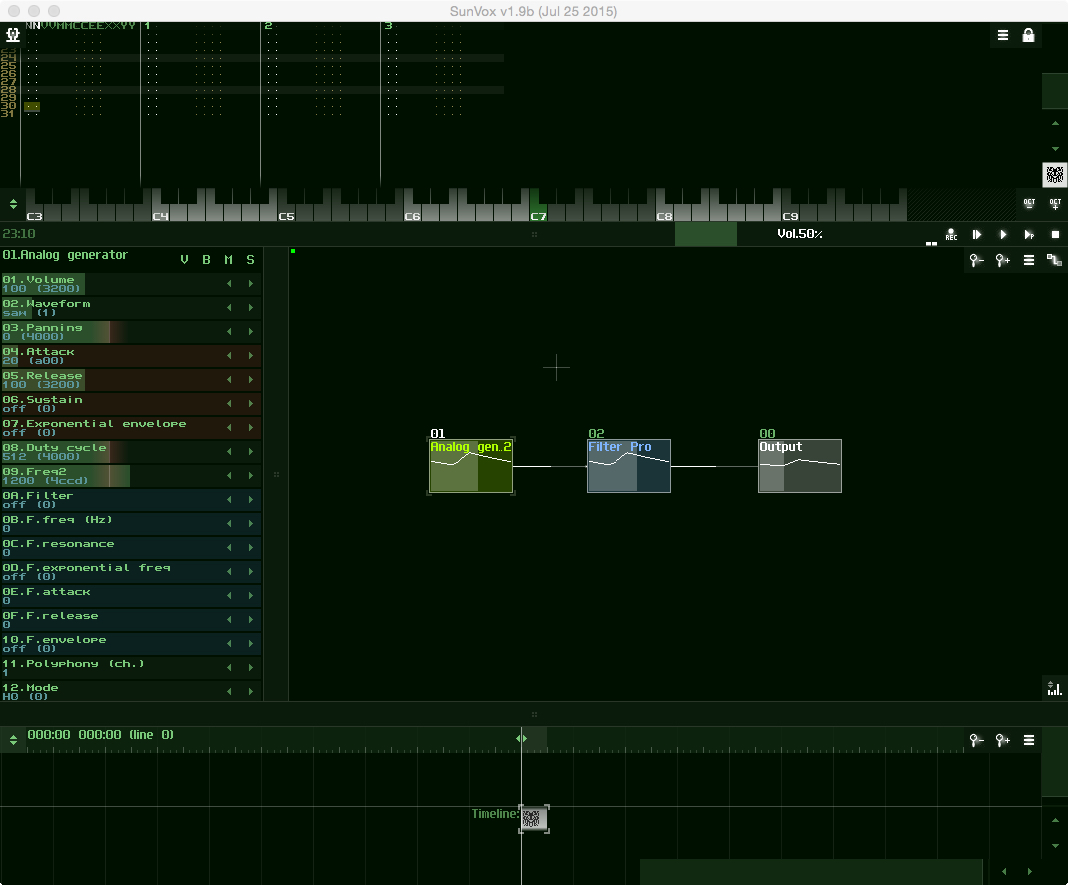 SunVox v1.9b (Jul 25 2015)
NNVVMMCCEEXXYY 1 2 3
24
25
26
27
28
29
30
31
C3 C4 C5 C6 C7 C8 C9 OCT - OCT +
23:10 Vol.50% REC
01.Analog generator V B M S
01.Volume
100 (3200)
02.Waveform
saw (1)
03.Panning
0 (4000)
04.Attack
20 (a00)
05.Release
100 (3200)
06.Sustain
off (0)
07.Exponential envelope
off (0)
08.Duty cycle
512 (4000)
09.Freq2
1200 (4ccd)
0A.Filter
off (0)
0B.F.freq (Hz)
0
0C.F.resonance
0
0D.F.exponential freq
off (0)
0E.F.attack
0
0F.F.release
0
10.F.envelope
off (0)
11.Polyphony (ch.)
1
12.Mode
HQ (0)
01
Analog gen.2
02
Filter Pro
00
Output
000:00 000:00 (line 0)
Timeline: